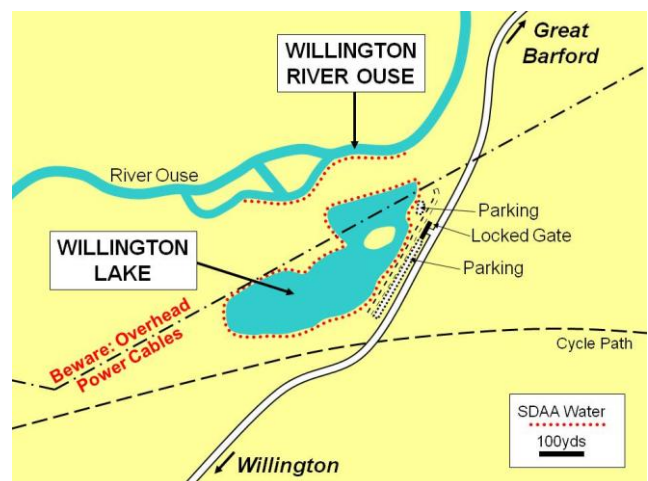 Great
Barford
WILLINGTON
RIVER OUSE
River Ouse
Parking
Locked Gate
Parking
WILLINGTON
LAKE
Beware: Overhead
Power Cables
Cycle Path
SDAA Water
100yds
Willington